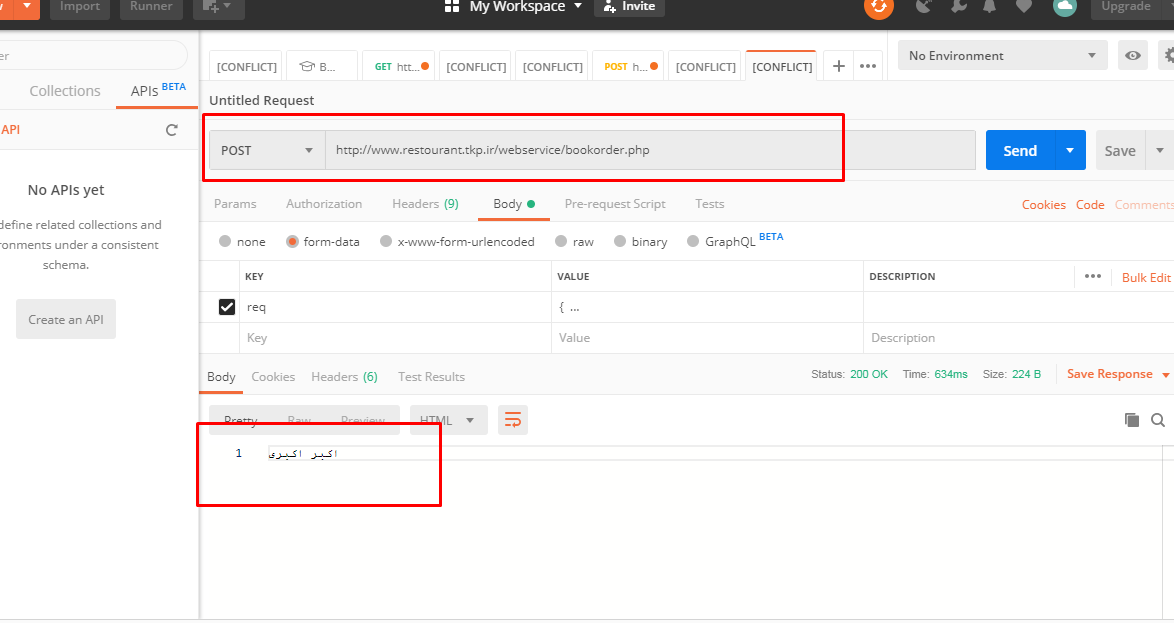 Import
Runner
My Workspace
Invite
Upgrade
er
[CONFLICT]
B...
GET htt...
[CONFLICT]
[CONFLICT]
POST h...
[CONFLICT]
[CONFLICT]
No Environment
Collections
APIs BETA
Untitled Request
API
POST
http://www.restourant.tkp.ir/webservice/bookorder.php
Send
Save
No APIs yet
define related collections and
ronments under a consistent
schema.
Create an API
Params
Authorization
Headers (9)
Body
Pre-request Script
Tests
Cookies
Code
Comments
none
form-data
x-www-form-urlencoded
raw
binary
GraphQL BETA
KEY
VALUE
DESCRIPTION
Bulk Edit
req
{ ...
Key
Value
Description
Body
Cookies
Headers (6)
Test Results
Status: 200 OK
Time: 634ms
Size: 224 B
Save Response
Pretty
Raw
Preview
HTML
1
اکبر اکبری